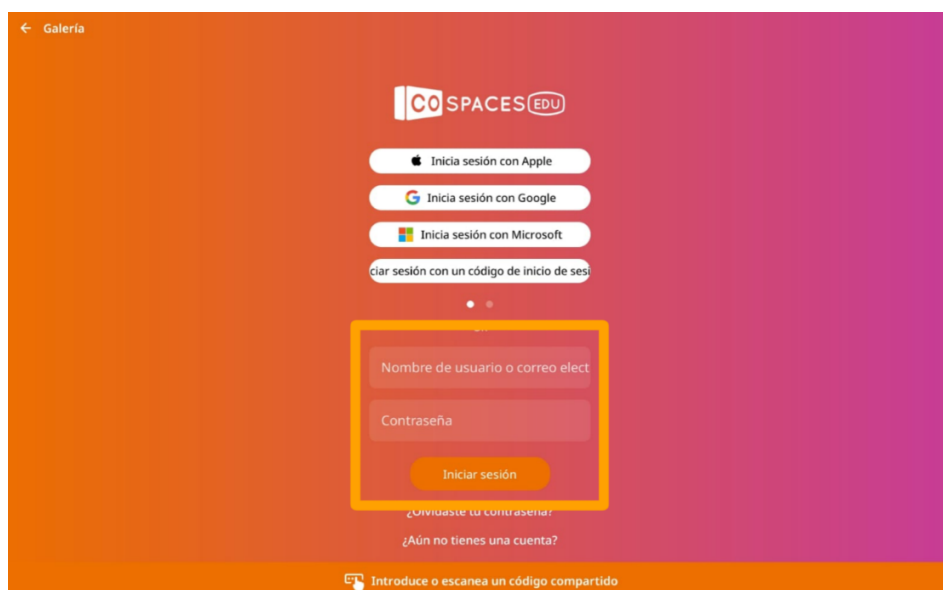 ← Galería
CO SPACES EDU
Inicia sesión con Apple
Inicia sesión con Google
Inicia sesión con Microsoft
ciar sesión con un código de inicio de sesi
Nombre de usuario o correo elect
Contraseña
Iniciar sesión
¿Olvidaste tu contraseña?
¿Aún no tienes una cuenta?
Introduce o escanea un código compartido